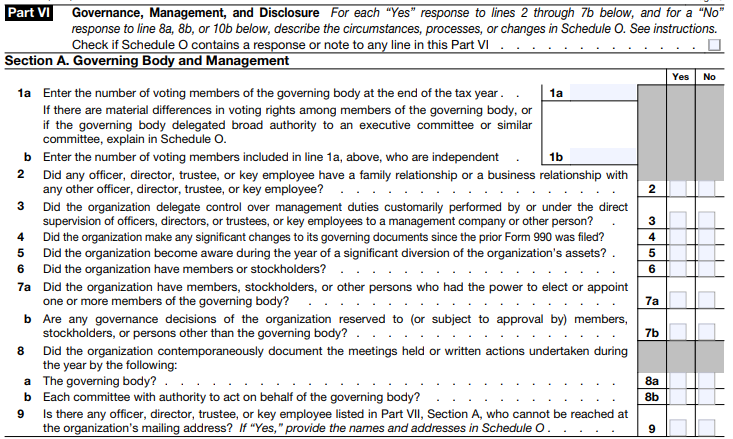 Part VI Governance, Management, and Disclosure For each “Yes” response to lines 2 through 7b below, and for a “No”
response to line 8a, 8b, or 10b below, describe the circumstances, processes, or changes in Schedule O. See instructions.
Check if Schedule O contains a response or note to any line in this Part VI . . . . . . . . . . . . .
Section A. Governing Body and Management
Yes No
1a Enter the number of voting members of the governing body at the end of the tax year . . 1a
If there are material differences in voting rights among members of the governing body, or
if the governing body delegated broad authority to an executive committee or similar
committee, explain in Schedule O.
b Enter the number of voting members included in line 1a, above, who are independent . 1b
2 Did any officer, director, trustee, or key employee have a family relationship or a business relationship with
any other officer, director, trustee, or key employee? . . . . . . . . . . . . . . . . . 2
3 Did the organization delegate control over management duties customarily performed by or under the direct
supervision of officers, directors, or trustees, or key employees to a management company or other person? . 3
4 Did the organization make any significant changes to its governing documents since the prior Form 990 was filed? 4
5 Did the organization become aware during the year of a significant diversion of the organization’s assets? . 5
6 Did the organization have members or stockholders? . . . . . . . . . . . . . . . . . 6
7a Did the organization have members, stockholders, or other persons who had the power to elect or appoint
one or more members of the governing body? . . . . . . . . . . . . . . . . . . . 7a
b Are any governance decisions of the organization reserved to (or subject to approval by) members,
stockholders, or persons other than the governing body? . . . . . . . . . . . . . . . . 7b
8 Did the organization contemporaneously document the meetings held or written actions undertaken during
the year by the following:
a The governing body? . . . . . . . . . . . . . . . . . . . . . . . . . . . 8a
b Each committee with authority to act on behalf of the governing body? . . . . . . . . . . . 8b
9 Is there any officer, director, trustee, or key employee listed in Part VII, Section A, who cannot be reached at
the organization’s mailing address? If “Yes,” provide the names and addresses in Schedule O . . . . . 9